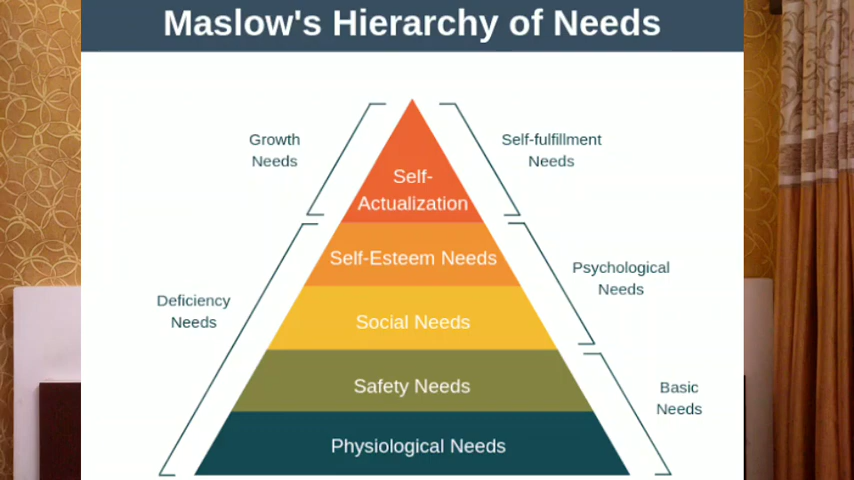 Maslow's Hierarchy of Needs
Growth
Needs
Self-fulfillment
Needs
Self-
Actualization
Self-Esteem Needs
Psychological
Needs
Deficiency
Needs
Social Needs
Safety Needs
Basic
Needs
Physiological Needs